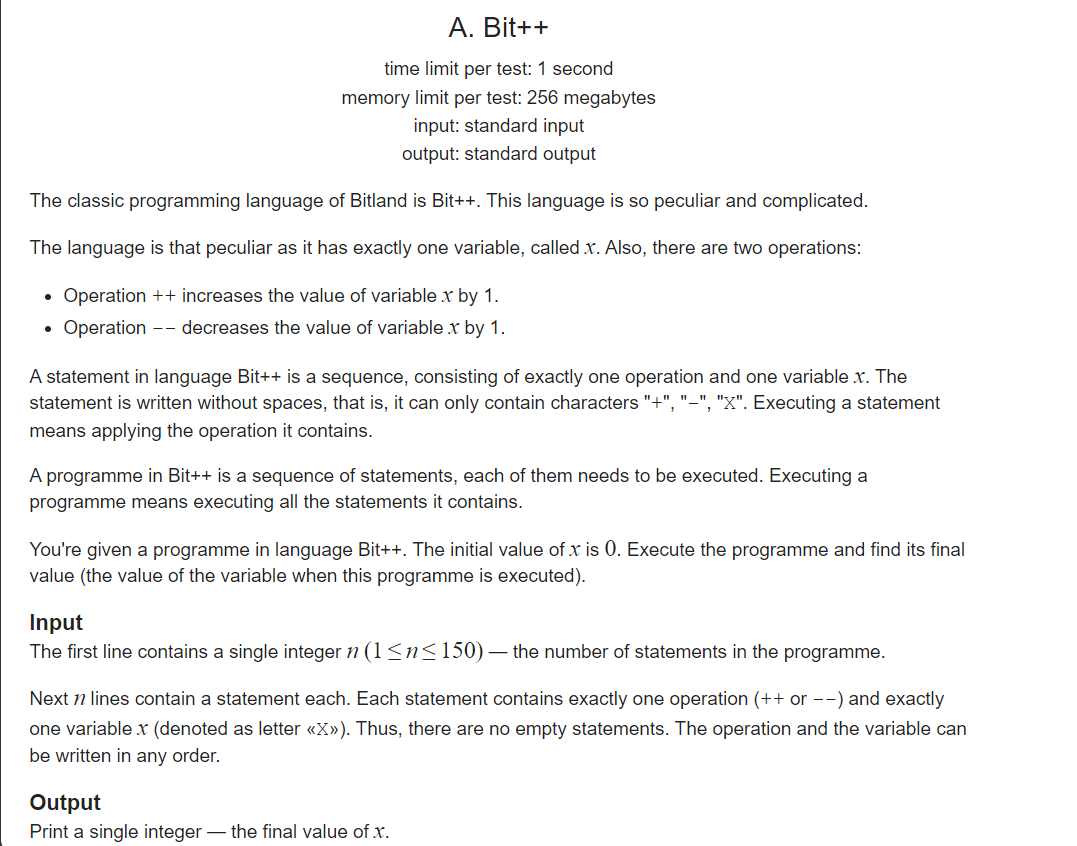 A. Bit++
time limit per test: 1 second
memory limit per test: 256 megabytes
input: standard input
output: standard output
The classic programming language of Bitland is Bit++. This language is so peculiar and complicated.
The language is that peculiar as it has exactly one variable, called x. Also, there are two operations:
• Operation ++ increases the value of variable x by 1.
• Operation -- decreases the value of variable x by 1.
A statement in language Bit++ is a sequence, consisting of exactly one operation and one variable x. The
statement is written without spaces, that is, it can only contain characters "+", "-", "X". Executing a statement
means applying the operation it contains.
A programme in Bit++ is a sequence of statements, each of them needs to be executed. Executing a
programme means executing all the statements it contains.
You're given a programme in language Bit++. The initial value of x is 0. Execute the programme and find its final
value (the value of the variable when this programme is executed).
Input
The first line contains a single integer n (1 ≤ n ≤ 150) — the number of statements in the programme.
Next n lines contain a statement each. Each statement contains exactly one operation (++ or --) and exactly
one variable x (denoted as letter «X»). Thus, there are no empty statements. The operation and the variable can
be written in any order.
Output
Print a single integer — the final value of x.